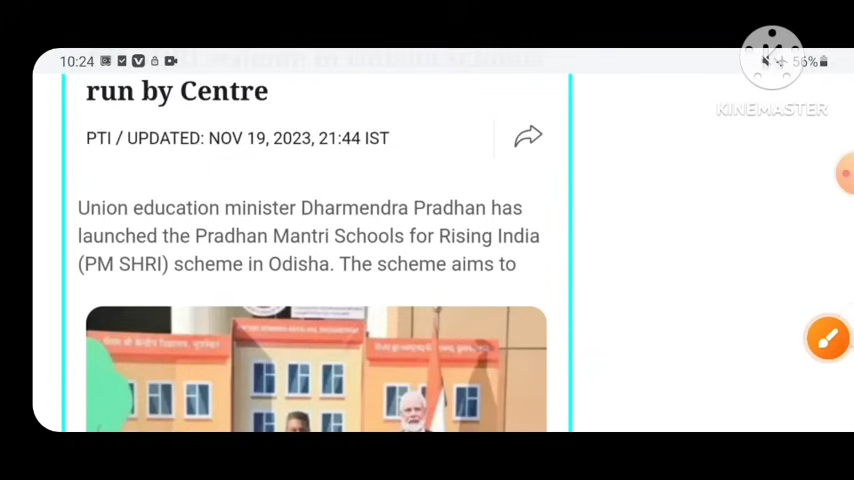 10:24
56%
KINEMASTER
run by Centre
PTI / UPDATED: NOV 19, 2023, 21:44 IST
Union education minister Dharmendra Pradhan has
launched the Pradhan Mantri Schools for Rising India
(PM SHRI) scheme in Odisha. The scheme aims to